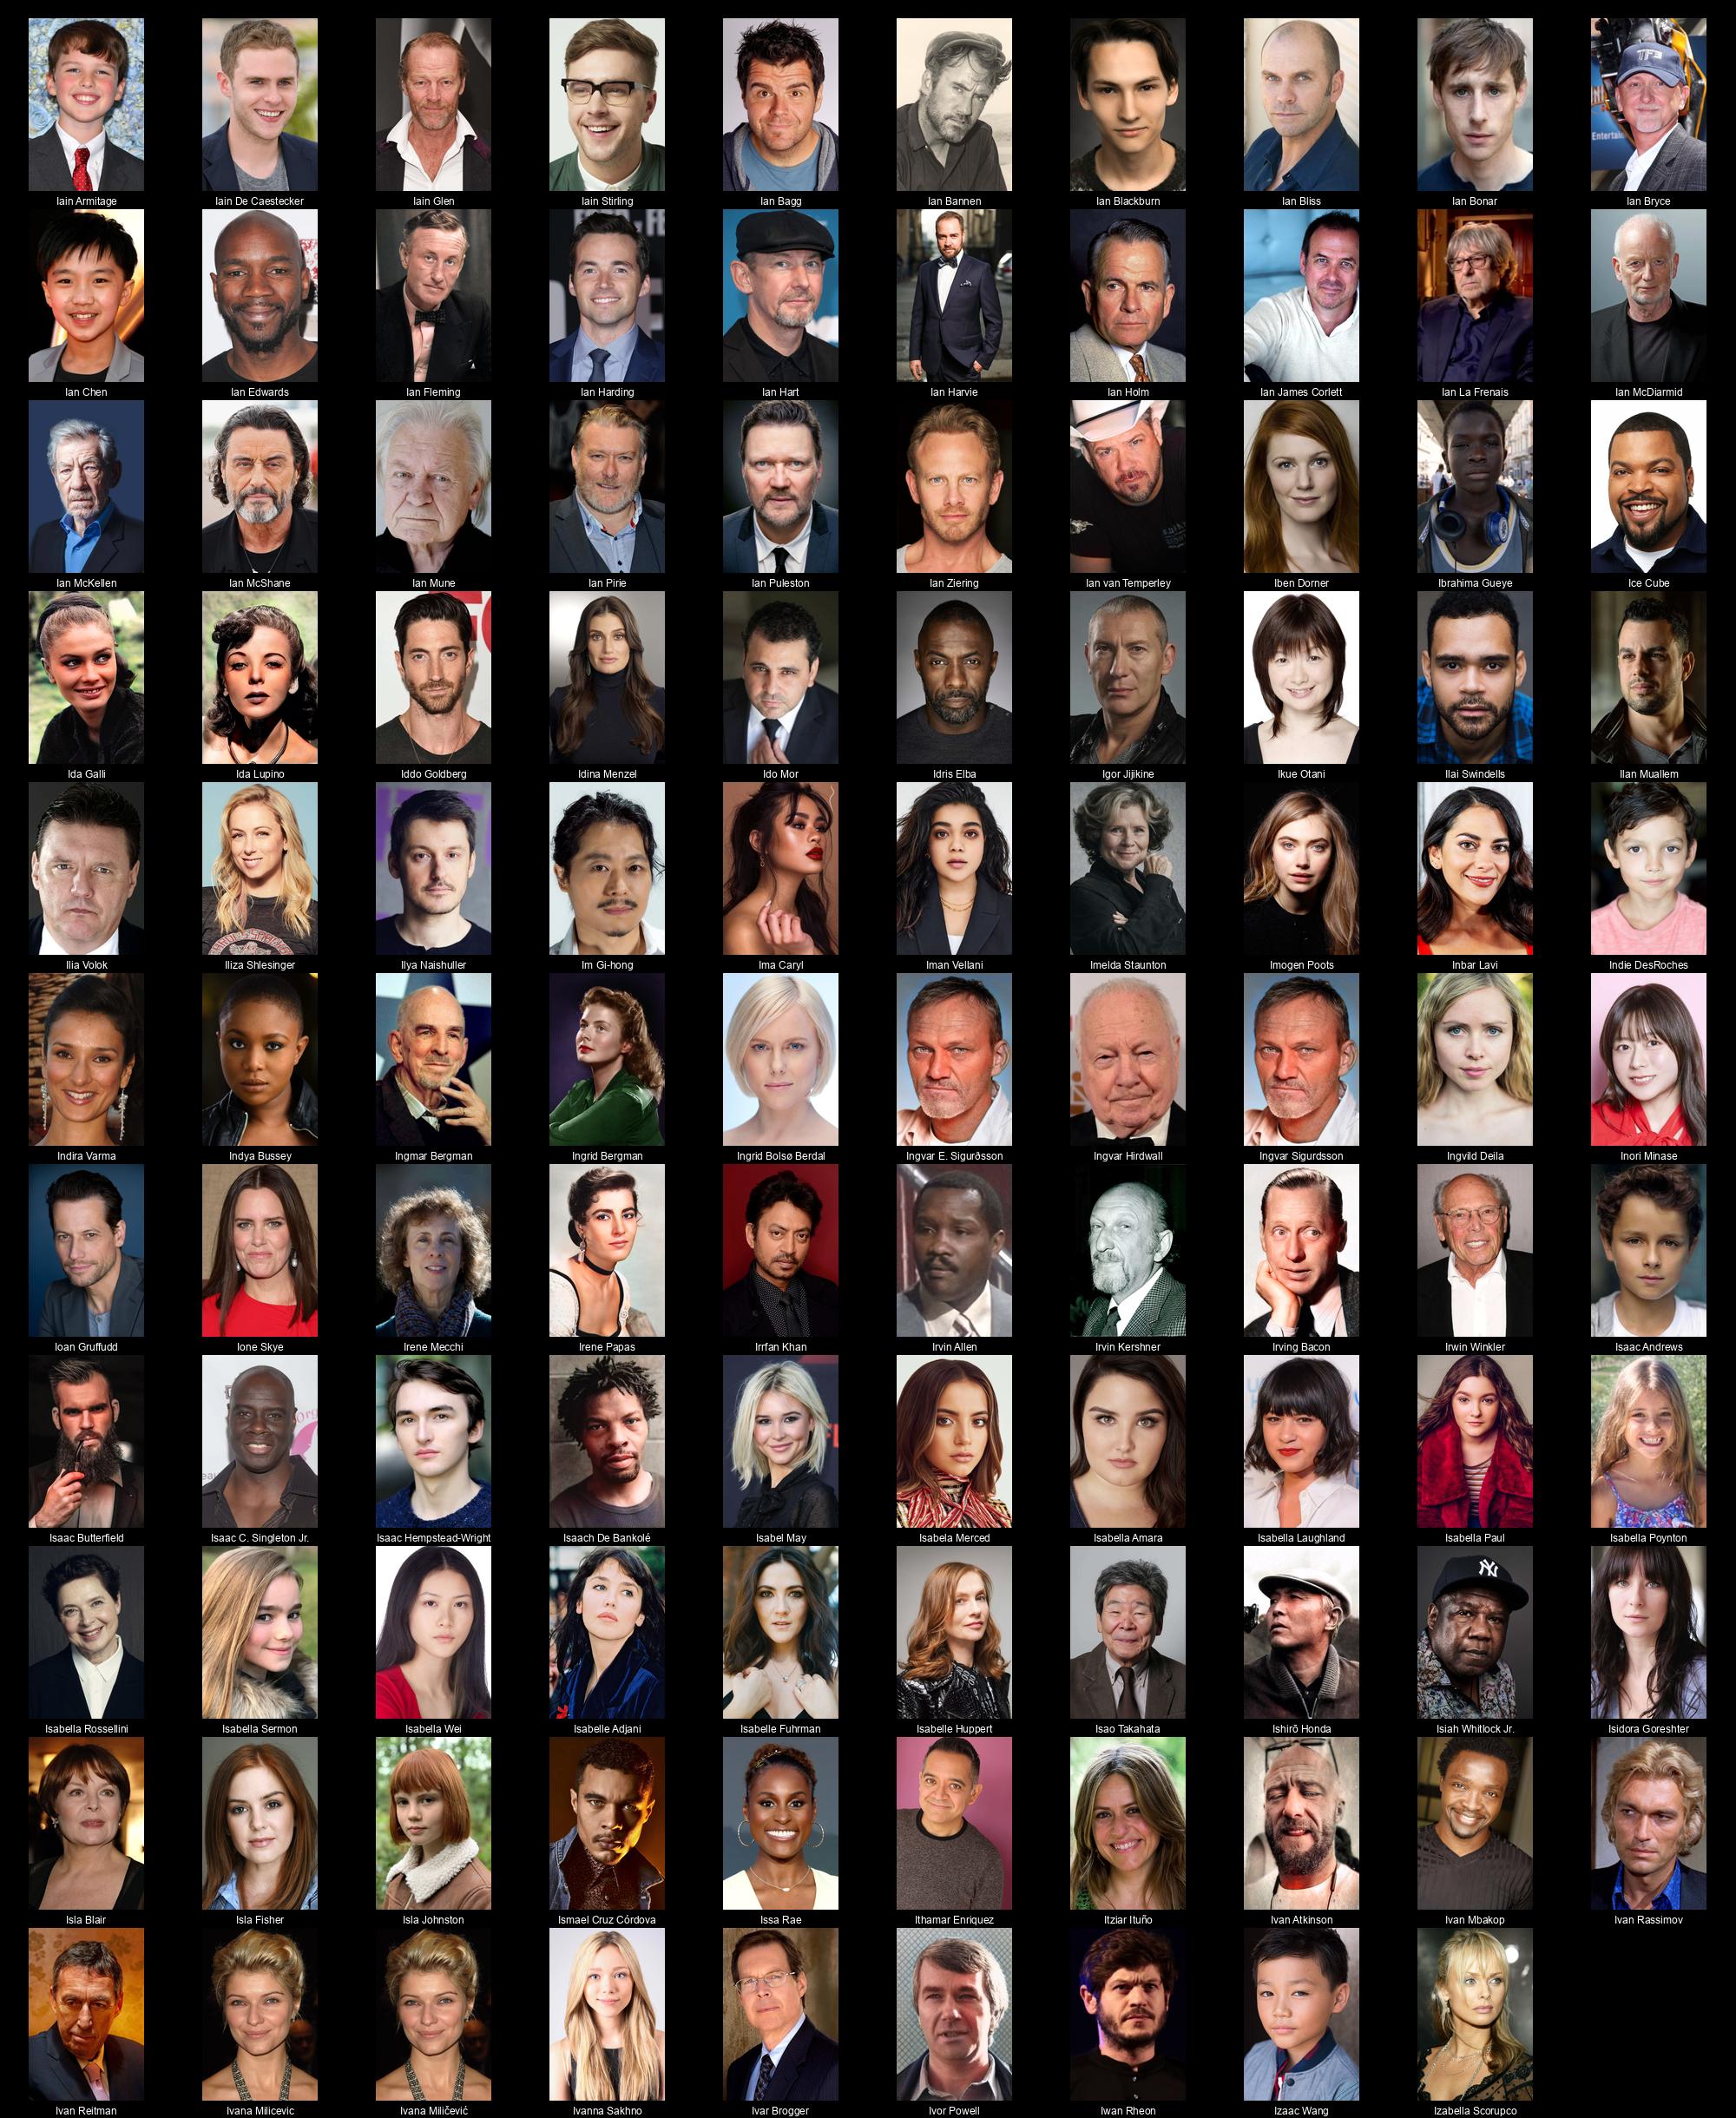 Iain Armitage
Iain De Caestecker
Iain Glen
Iain Stirling
Ian Bagg
Ian Bannen
Ian Blackburn
Ian Bliss
Ian Bonar
Ian Bryce
Ian Chen
Ian Edwards
Ian Fleming
Ian Harding
Ian Hart
Ian Harvie
Ian Holm
Ian James Corlett
Ian La Frenais
Ian McDiarmid
Ian McKellen
Ian McShane
Ian Mune
Ian Pirie
Ian Puleston
Ian Ziering
Ian van Temperley
Iben Dorner
Ibrahima Gueye
Ice Cube
Ida Galli
Ida Lupino
Iddo Goldberg
Idina Menzel
Ido Mor
Idris Elba
Igor Jijikine
Ikue Otani
Ilai Swindells
Ilan Muallem
Ilia Volok
Iliza Shlesinger
Ilya Naishuller
Im Gi-hong
Ima Caryl
Iman Vellani
Imelda Staunton
Imogen Poots
Inbar Lavi
Indie DesRoches
Indira Varma
Indya Bussey
Ingmar Bergman
Ingrid Bergman
Ingrid Bolsø Berdal
Ingvar E. Sigurðsson
Ingvar Hirdwall
Ingvar Sigurdsson
Ingvild Deila
Inori Minase
Ioan Gruffudd
Ione Skye
Irene Mecchi
Irene Papas
Irrfan Khan
Irvin Allen
Irvin Kershner
Irving Bacon
Irwin Winkler
Isaac Andrews
Isaac Butterfield
Isaac C. Singleton Jr.
Isaac Hempstead-Wright
Isaach De Bankolé
Isabel May
Isabela Merced
Isabella Amara
Isabella Laughland
Isabella Paul
Isabella Poynton
Isabella Rossellini
Isabella Sermon
Isabella Wei
Isabelle Adjani
Isabelle Fuhrman
Isabelle Huppert
Isao Takahata
Ishirō Honda
Isiah Whitlock Jr.
Isidora Goreshter
Isla Blair
Isla Fisher
Isla Johnston
Ismael Cruz Córdova
Issa Rae
Ithamar Enriquez
Itziar Ituño
Ivan Atkinson
Ivan Mbakop
Ivan Rassimov
Ivan Reitman
Ivana Milicevic
Ivana Miličević
Ivanna Sakhno
Ivar Brogger
Ivor Powell
Iwan Rheon
Izaac Wang
Izabella Scorupco